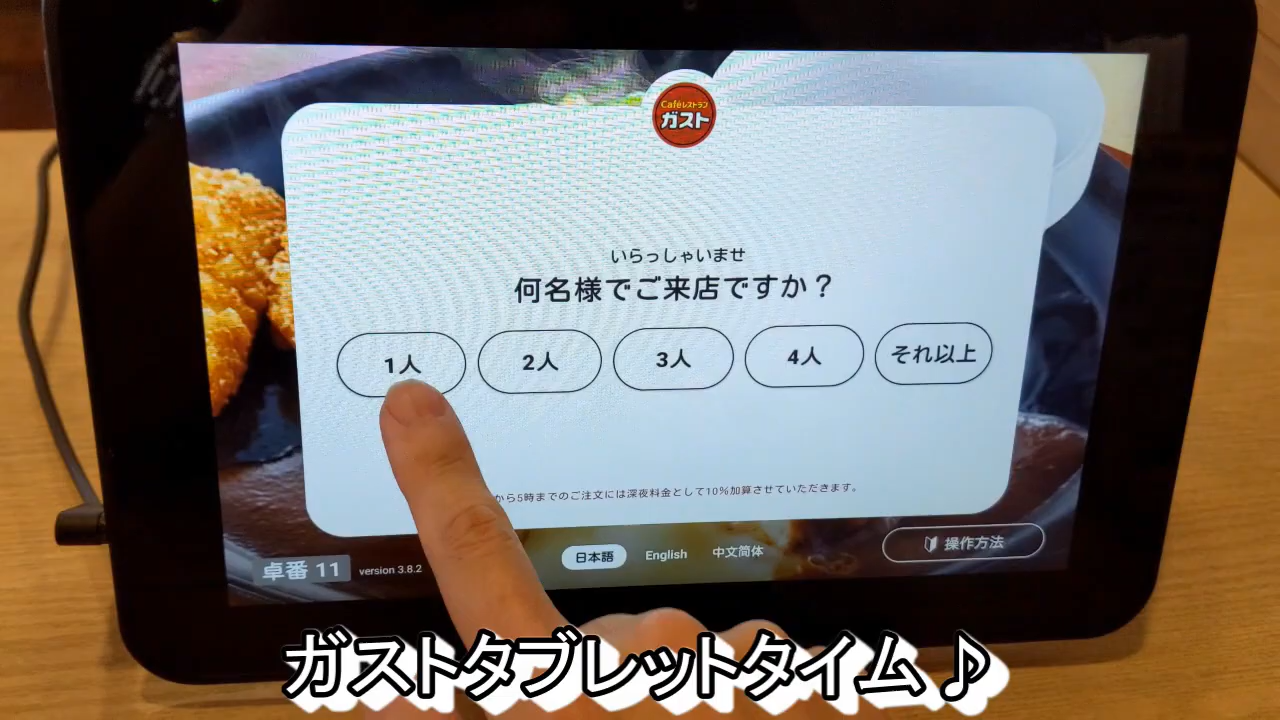 Caféレストラン
ガスト
いらっしゃいませ
何名様でご来店ですか？
1人
2人
3人
4人
それ以上
から5時までのご注文には深夜料金として10%加算させていただきます。
日本語
English
中文简体
操作方法
卓番 11
version 3.8.2
ガストタブレットタイム♪